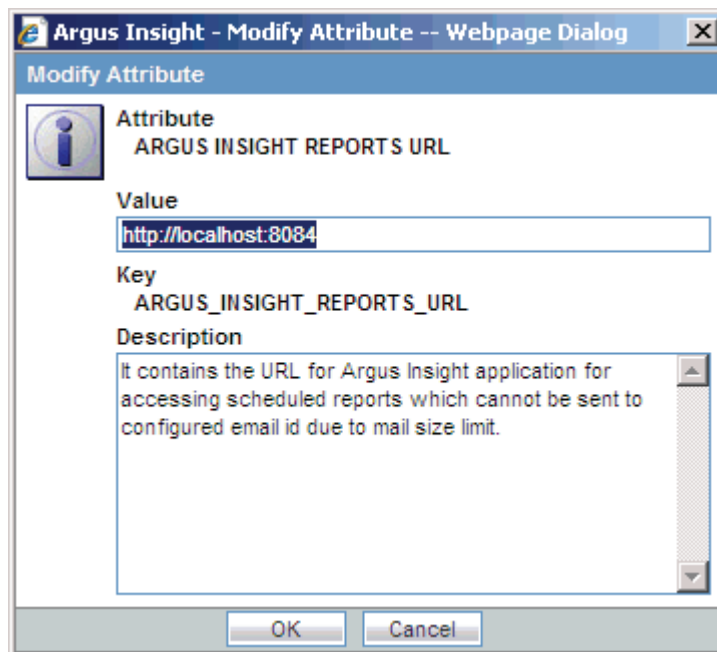 Argus Insight - Modify Attribute -- Webpage Dialog
Modify Attribute
Attribute
ARGUS INSIGHT REPORTS URL
Value
http://localhost:8084
Key
ARGUS_INSIGHT_REPORTS_URL
Description
It contains the URL for Argus Insight application for
accessing scheduled reports which cannot be sent to
configured email id due to mail size limit.
OK Cancel